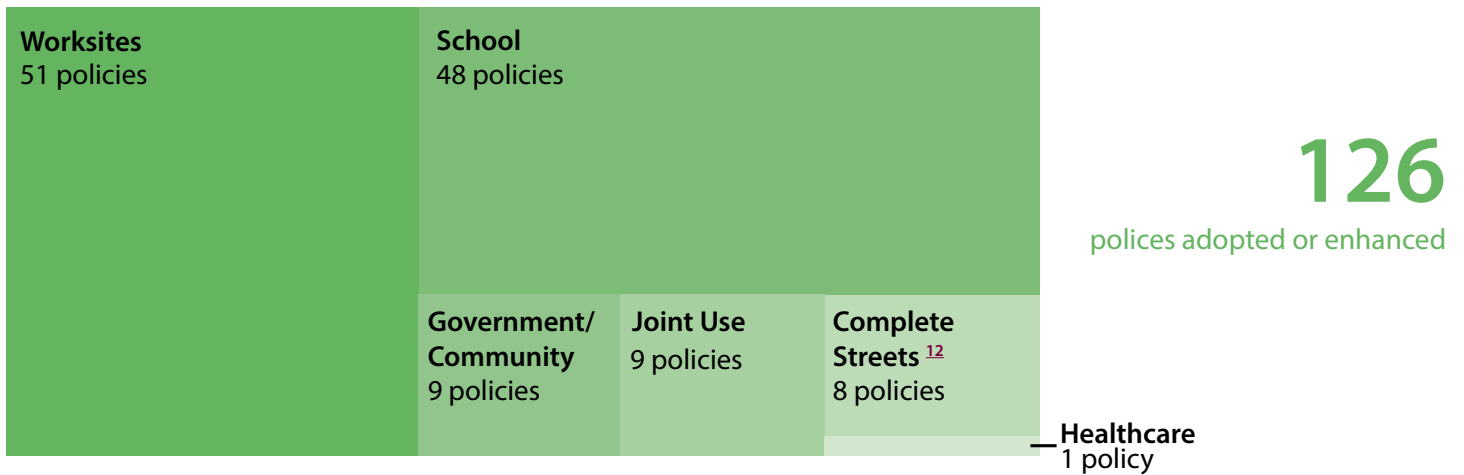 Worksites
51 policies
School
48 policies
126
polices adopted or enhanced
Government/
Community
9 policies
Joint Use
9 policies
Complete
Streets 12
8 policies
Healthcare
1 policy